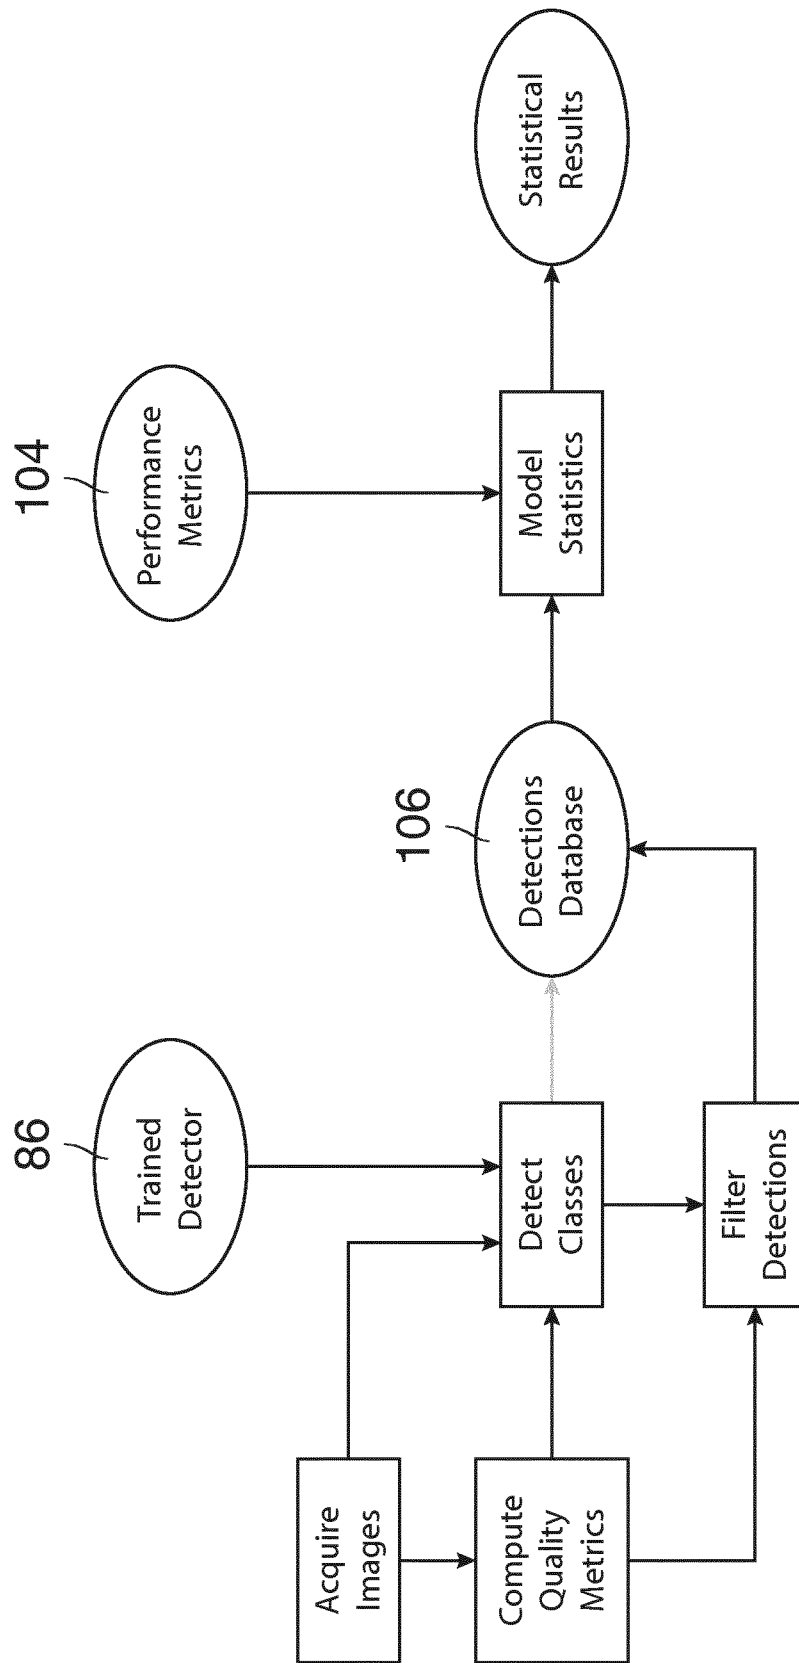 104
Performance
Metrics
Statistical
Results
Model
Statistics
106
Detections
Database
86
Trained
Detector
Detect
Classes
Filter
Detections
Acquire
Images
Compute
Quality
Metrics